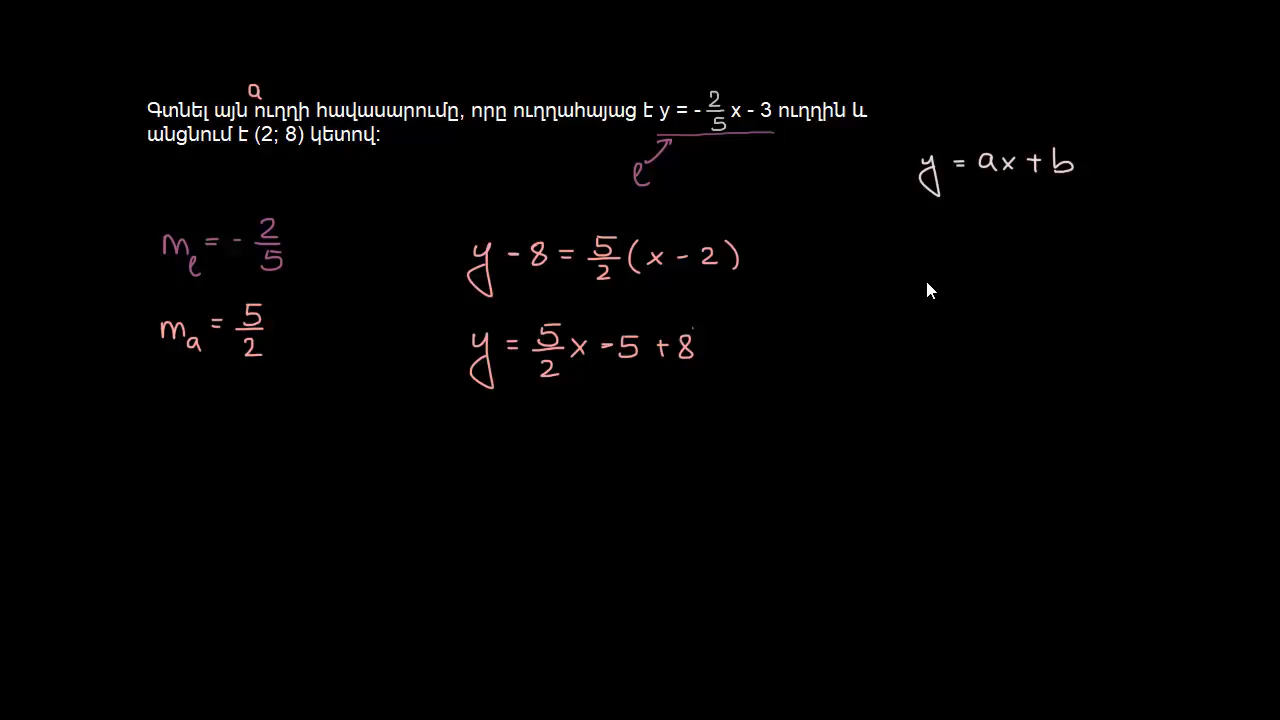 a
Գտնել այն ուղղի հավասարումը, որը ուղղահայաց է y = - 2/5 x - 3 ուղղին և
անցնում է (2; 8) կետով:
l
y = ax + b
m_l = - 2/5
y - 8 = 5/2 (x - 2)
m_a = 5/2
y = 5/2 x - 5 + 8